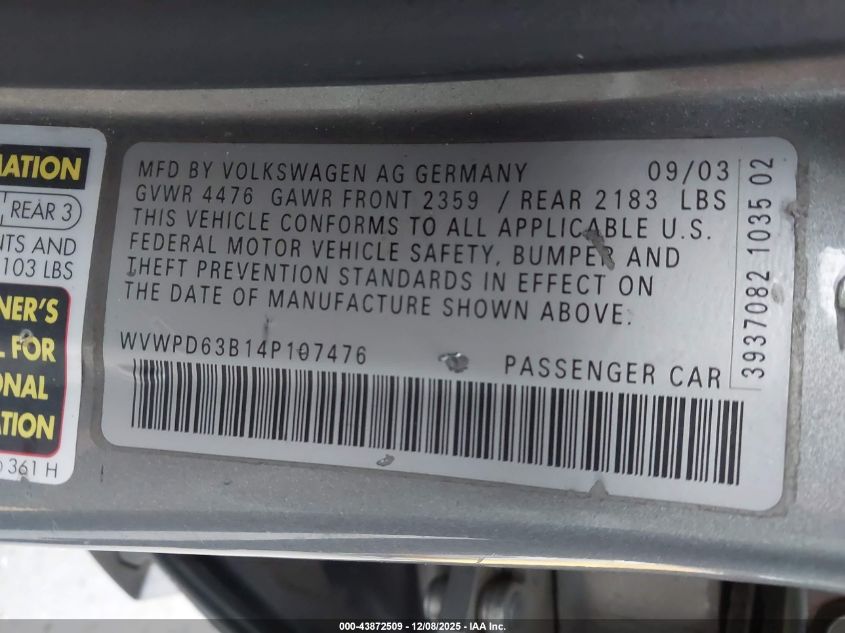 MATION
REAR 3
NTS AND
103 LBS
NER'S
L FOR
ONAL
ATION
361 H
MFD BY VOLKSWAGEN AG GERMANY 09/03
GVWR 4476 GAWR FRONT 2359 / REAR 2183 LBS
THIS VEHICLE CONFORMS TO ALL APPLICABLE U.S.
FEDERAL MOTOR VEHICLE SAFETY, BUMPER AND
THEFT PREVENTION STANDARDS IN EFFECT ON
THE DATE OF MANUFACTURE SHOWN ABOVE:
WVWPD63B14P107476
PASSENGER CAR
3937082 1035 02
000-43872509 | 12/08/2025 - IAA Inc.